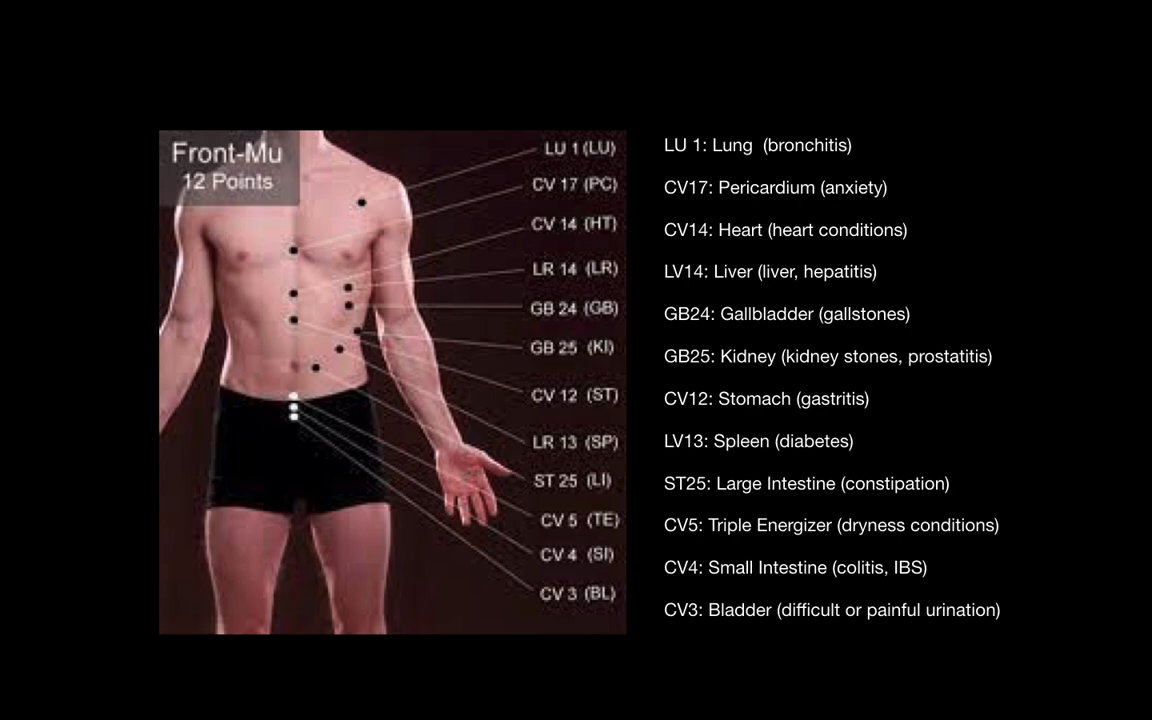 Front-Mu
12 Points
LU 1 (LU)
CV 17 (PC)
CV 14 (HT)
LR 14 (LR)
GB 24 (GB)
GB 25 (KI)
CV 12 (ST)
LR 13 (SP)
ST 25 (LI)
CV 5 (TE)
CV 4 (SI)
CV 3 (BL)
LU 1: Lung  (bronchitis)
CV17: Pericardium (anxiety)
CV14: Heart (heart conditions)
LV14: Liver (liver, hepatitis)
GB24: Gallbladder (gallstones)
GB25: Kidney (kidney stones, prostatitis)
CV12: Stomach (gastritis)
LV13: Spleen (diabetes)
ST25: Large Intestine (constipation)
CV5: Triple Energizer (dryness conditions)
CV4: Small Intestine (colitis, IBS)
CV3: Bladder (difficult or painful urination)